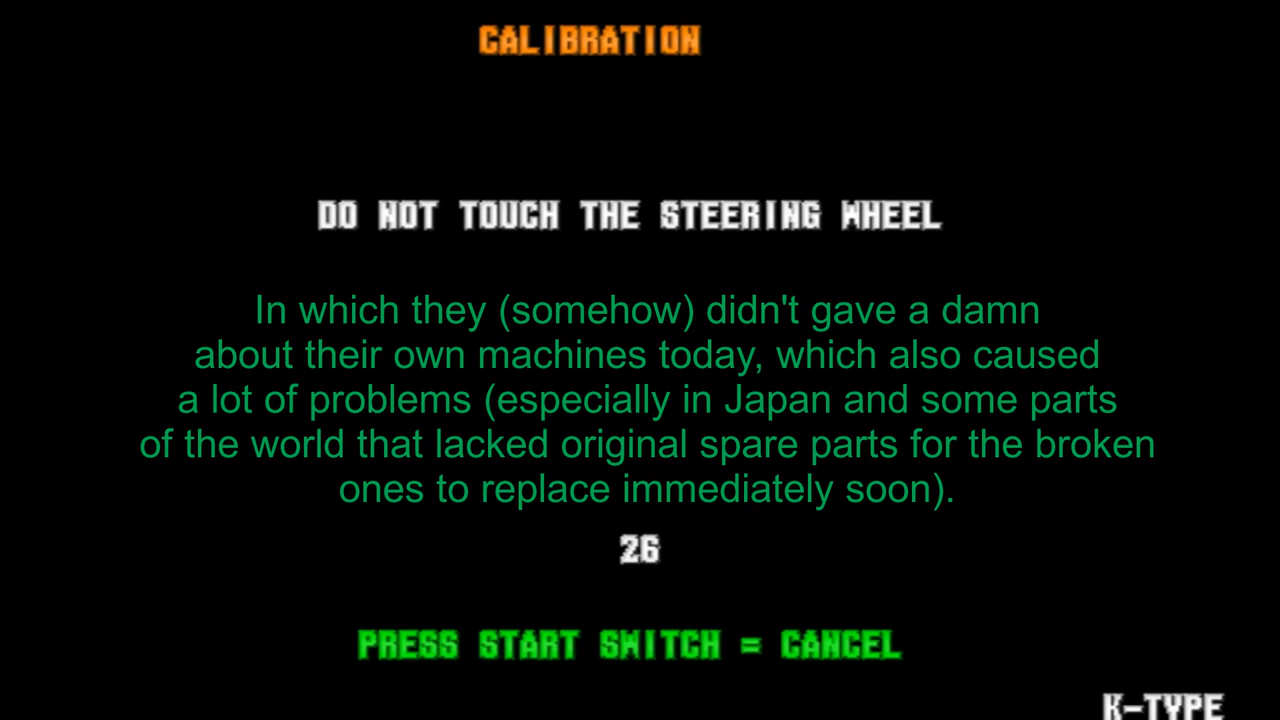 CALIBRATION
DO NOT TOUCH THE STEERING WHEEL
In which they (somehow) didn't gave a damn
about their own machines today, which also caused
a lot of problems (especially in Japan and some parts
of the world that lacked original spare parts for the broken
ones to replace immediately soon).
26
PRESS START SWITCH = CANCEL
K-TYPE